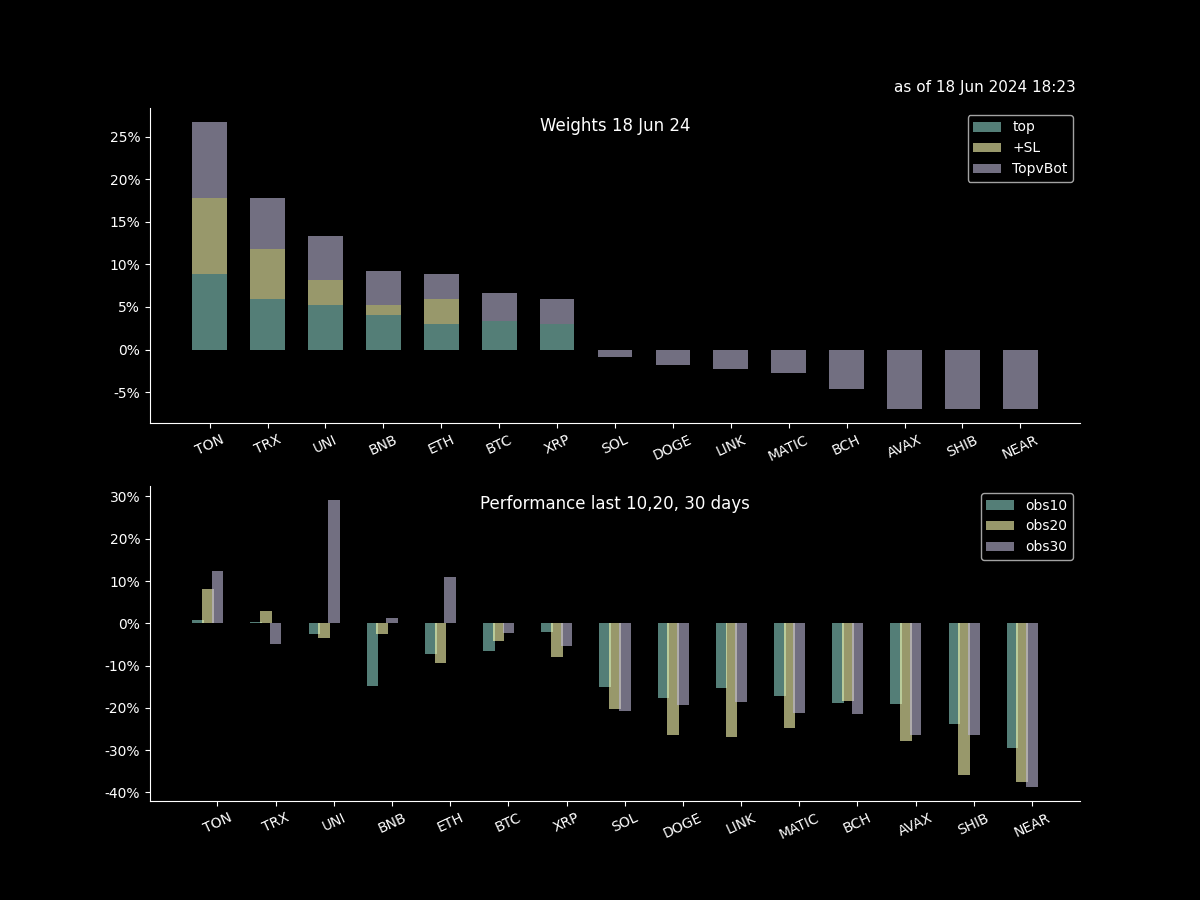 as of 18 Jun 2024 18:23
Weights 18 Jun 24
top
+SL
TopvBot
25%
20%
15%
10%
5%
0%
-5%
TON TRX UNI BNB ETH BTC XRP SOL DOGE LINK MATIC BCH AVAX SHIB NEAR
Performance last 10,20, 30 days
obs10
obs20
obs30
30%
20%
10%
0%
-10%
-20%
-30%
-40%
TON TRX UNI BNB ETH BTC XRP SOL DOGE LINK MATIC BCH AVAX SHIB NEAR